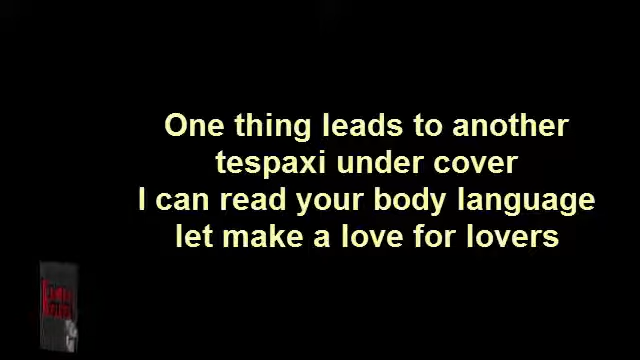 One thing leads to another
tespaxi under cover
I can read your body language
let make a love for lovers